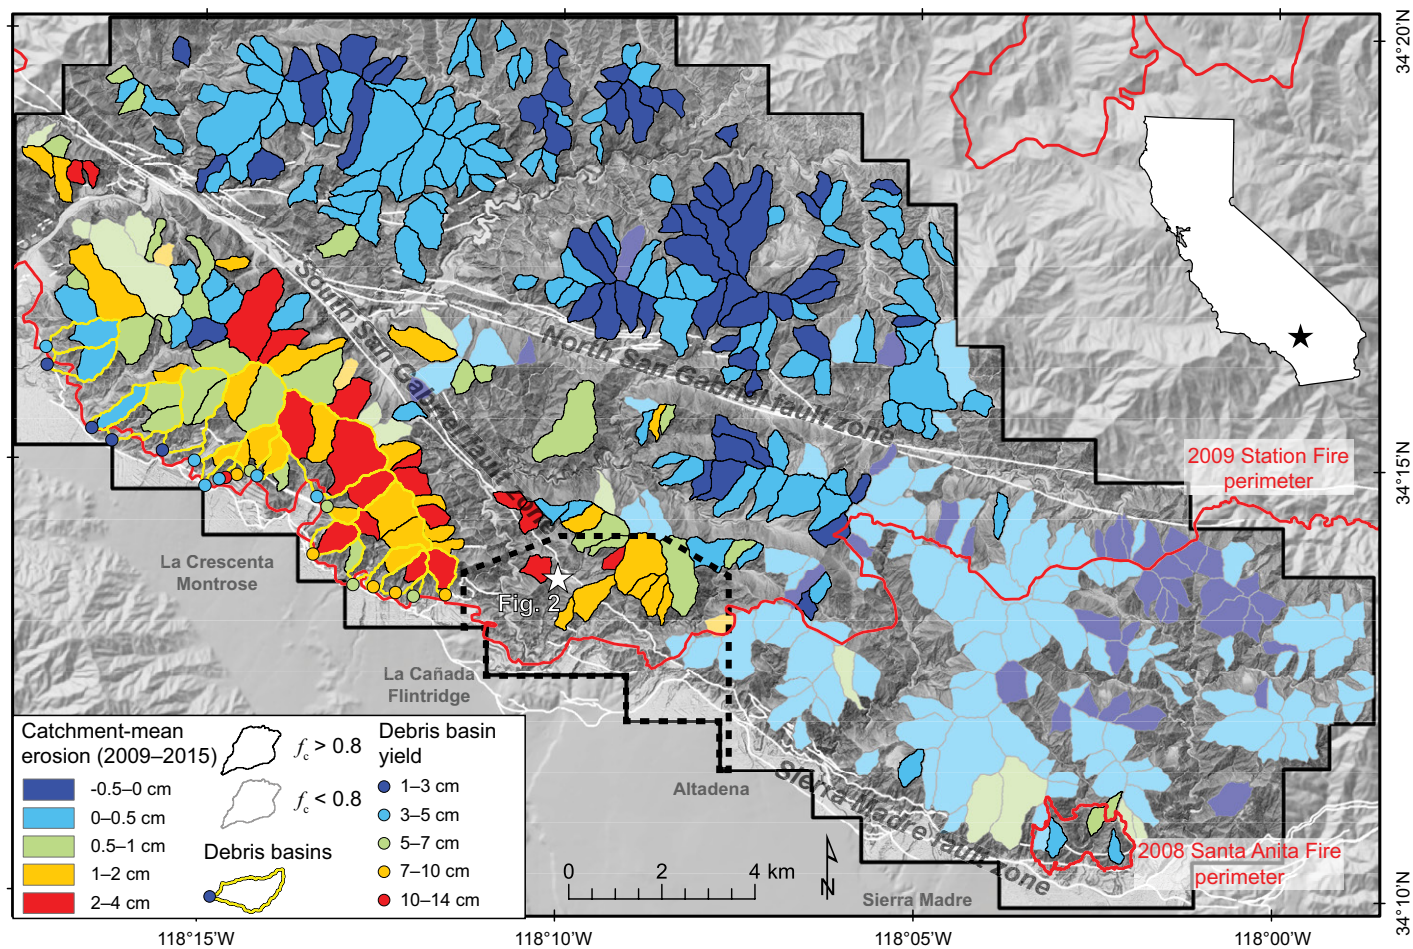 34°20'N
34°15'N
34°10'N
South San Gabriel fault zone
North San Gabriel fault zone
2009 Station Fire
perimeter
La Crescenta
Montrose
Fig. 2
La Cañada
Flintridge
Altadena
Sierra Madre fault zone
2008 Santa Anita Fire
perimeter
Sierra Madre
Catchment-mean
erosion (2009–2015)
-0.5–0 cm
0–0.5 cm
0.5–1 cm
1–2 cm
2–4 cm
fc > 0.8
fc < 0.8
Debris basins
Debris basin
yield
1–3 cm
3–5 cm
5–7 cm
7–10 cm
10–14 cm
0 2 4 km
N
118°15'W
118°10'W
118°05'W
118°00'W